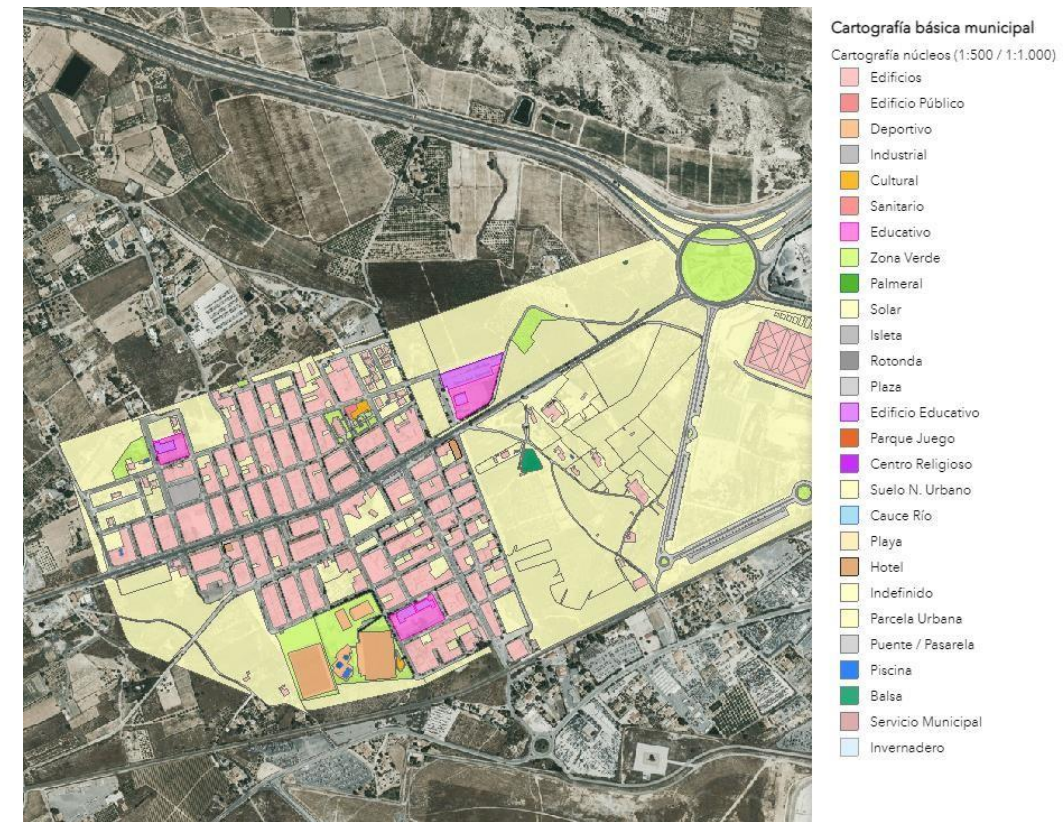 Cartografía básica municipal
Cartografía núcleos (1:500 / 1:1.000)
Edificios
Edificio Público
Deportivo
Industrial
Cultural
Sanitario
Educativo
Zona Verde
Palmeral
Solar
Isleta
Rotonda
Plaza
Edificio Educativo
Parque Juego
Centro Religioso
Suelo N. Urbano
Cauce Río
Playa
Hotel
Indefinido
Parcela Urbana
Puente / Pasarela
Piscina
Balsa
Servicio Municipal
Invernadero